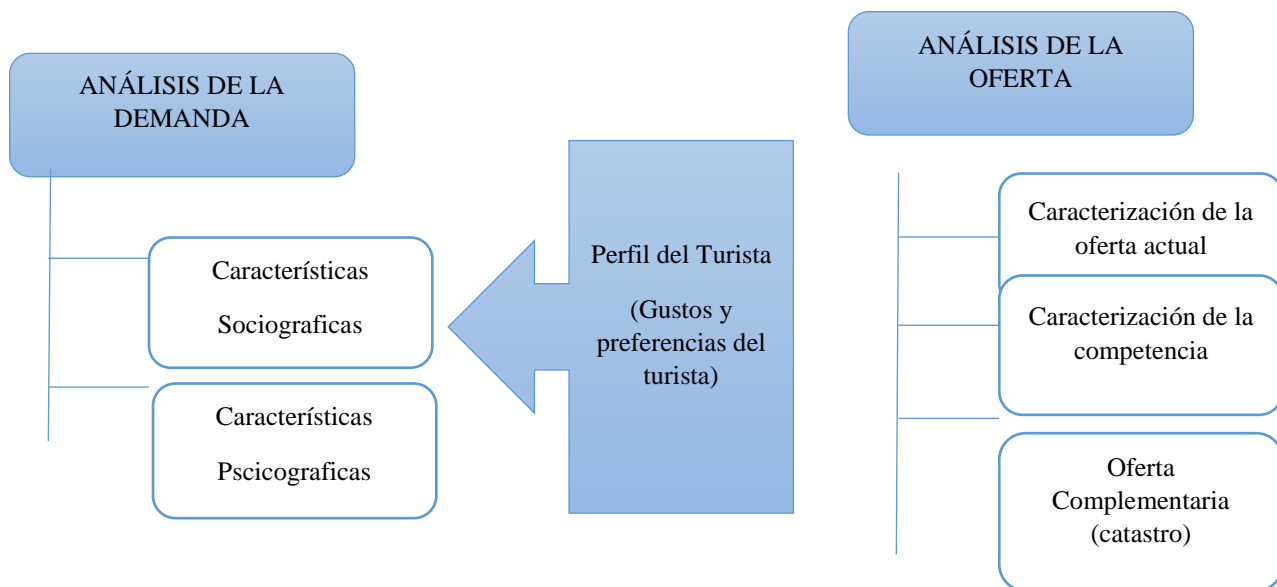 ANÁLISIS DE LA
DEMANDA
Características
Sociograficas
Características
Pscicograficas
Perfil del Turista
(Gustos y
preferencias del
turista)
ANÁLISIS DE LA
OFERTA
Caracterización de la
oferta actual
Caracterización de la
competencia
Oferta
Complementaria
(catastro)